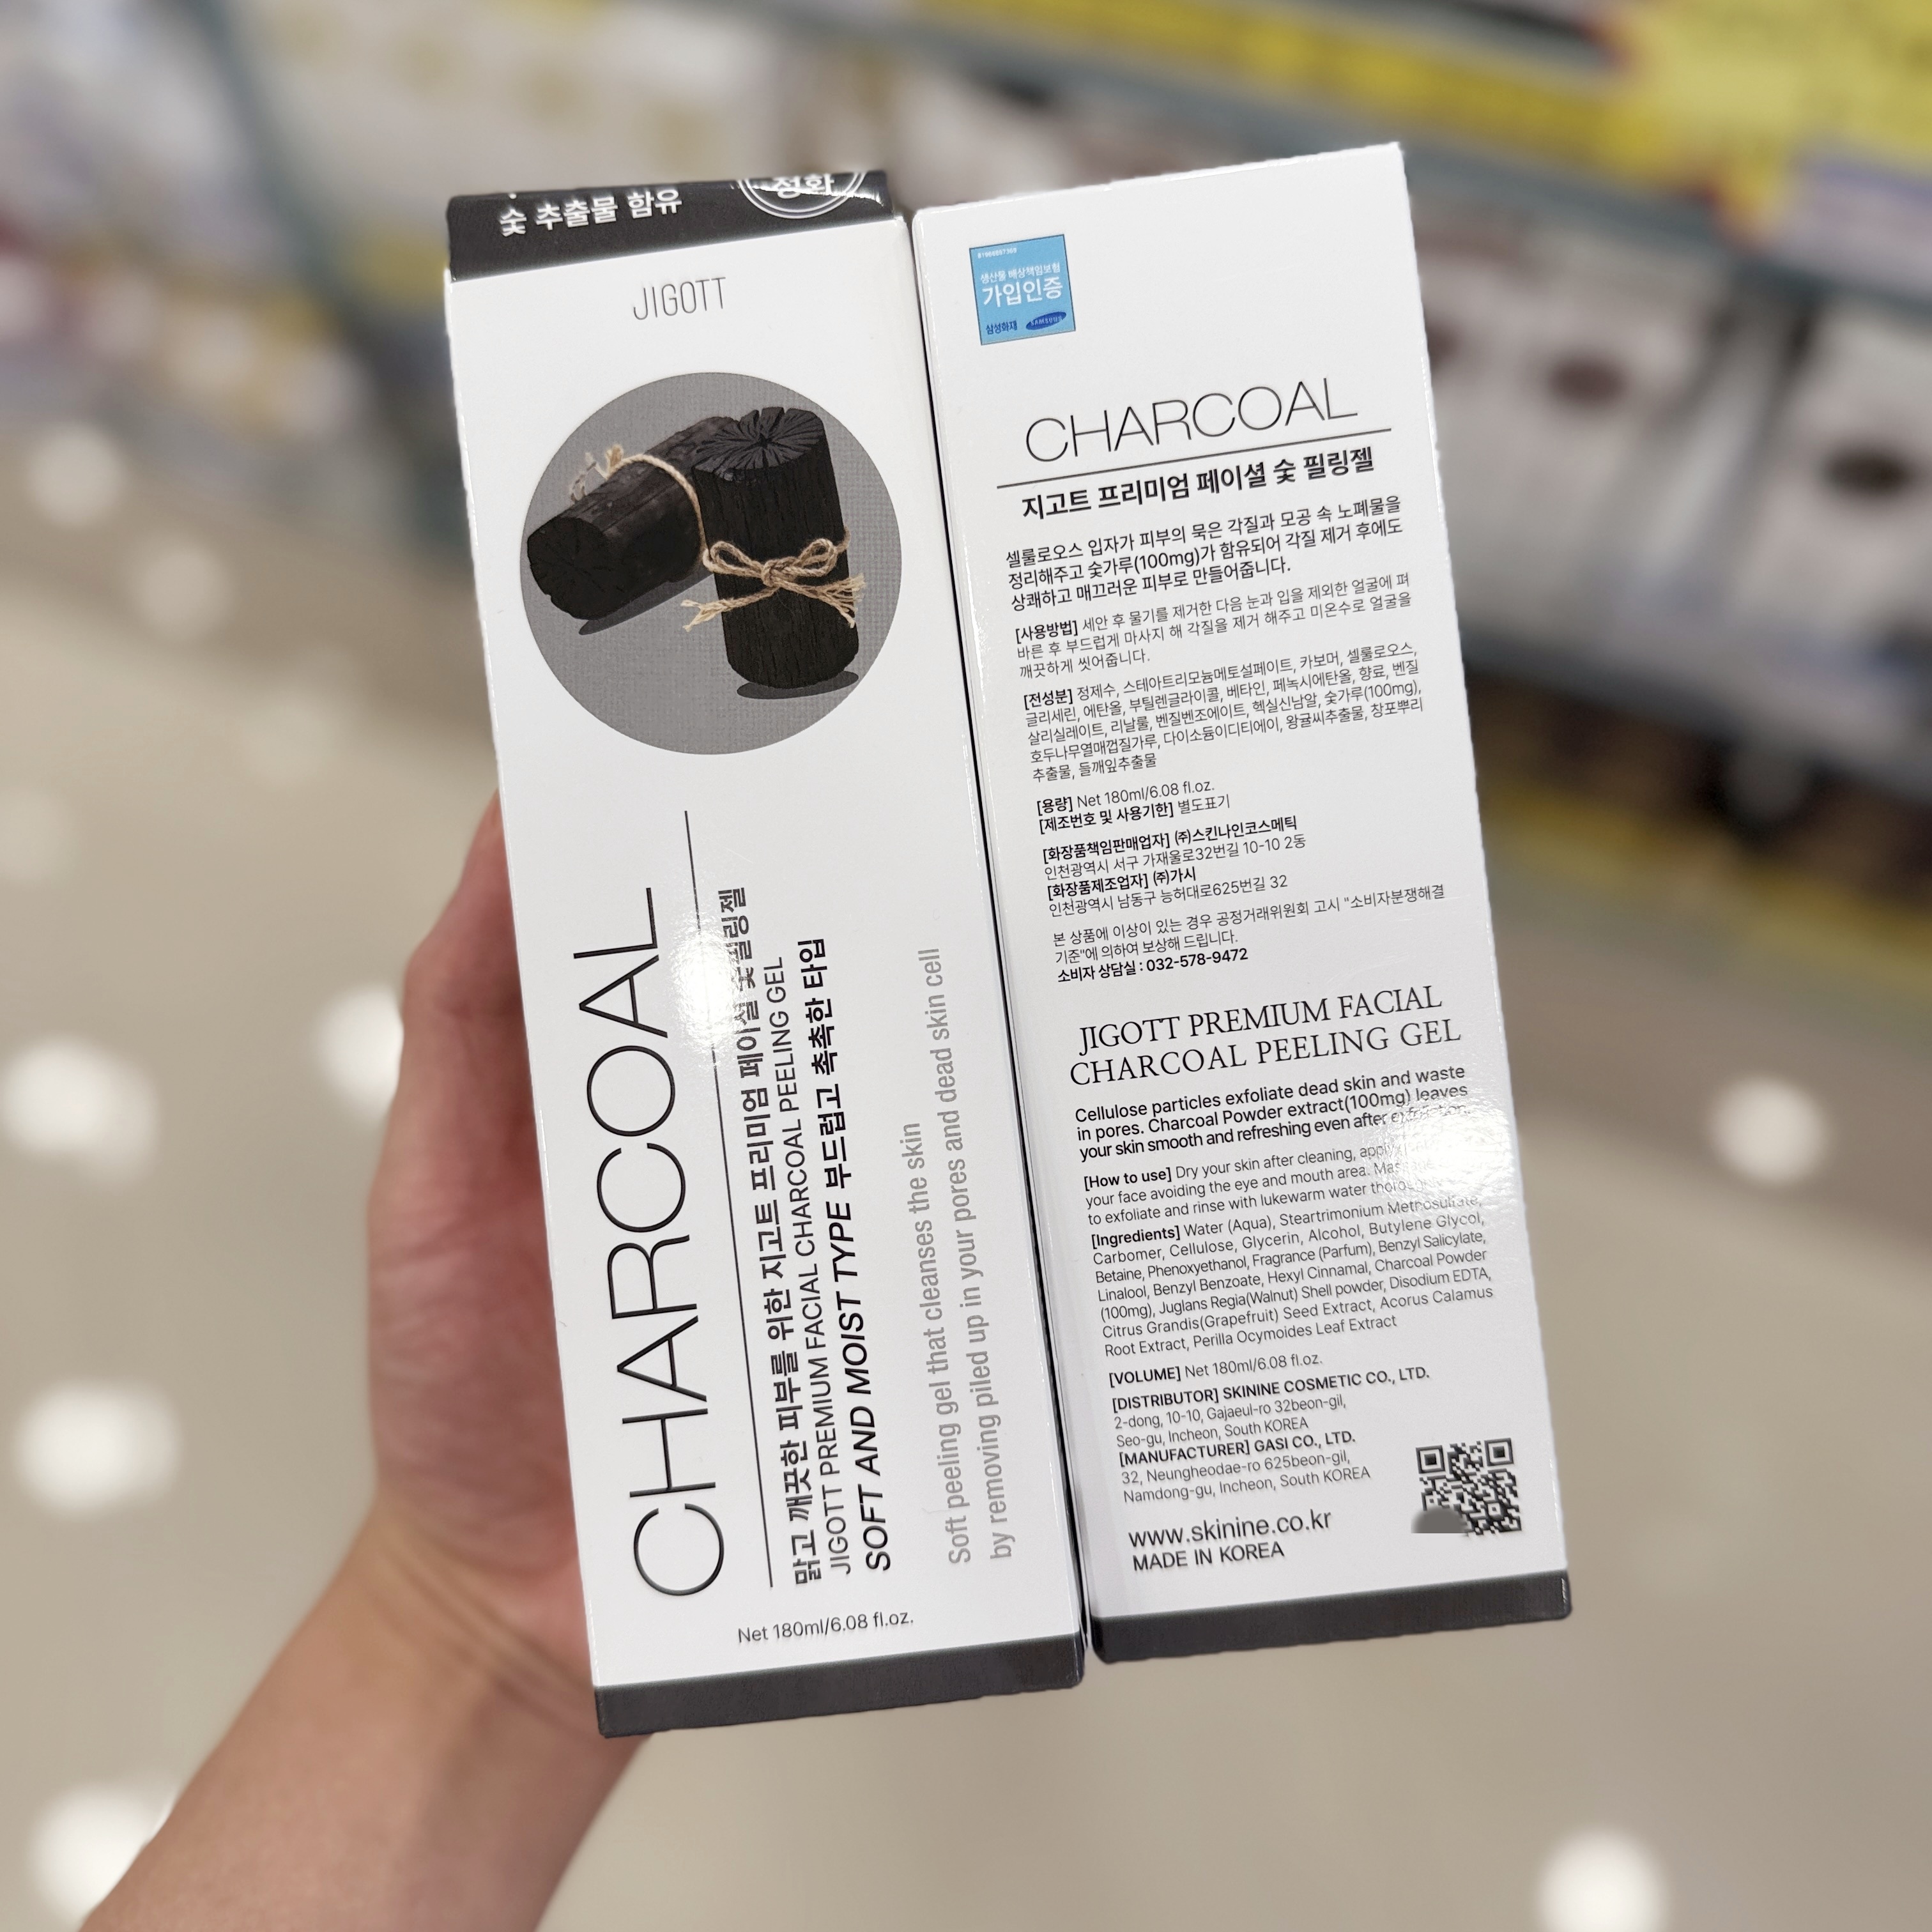 숯 추출물 함유
정화
JIGOTT
CHARCOAL
맑고 깨끗한 피부를 위한 지고트 프리미엄 페이셜 숯 필링젤
JIGOTT PREMIUM FACIAL CHARCOAL PEELING GEL
SOFT AND MOIST TYPE 부드럽고 촉촉한 타입
Soft peeling gel that cleanses the skin
by removing piled up in your pores and dead skin cell
Net 180ml/6.08 fl.oz.
생산물 배상책임보험
가입인증
삼성화재 SAMSUNG
CHARCOAL
지고트 프리미엄 페이셜 숯 필링젤
셀룰로오스 입자가 피부의 묵은 각질과 모공 속 노폐물을
정리해주고 숯가루(100mg)가 함유되어 각질 제거 후에도
상쾌하고 매끄러운 피부로 만들어줍니다.
[사용방법] 세안 후 물기를 제거한 다음 눈과 입을 제외한 얼굴에 펴
바른 후 부드럽게 마사지 해 각질을 제거 해주고 미온수로 얼굴을
깨끗하게 씻어줍니다.
[전성분] 정제수, 스테아트리모늄메토설페이트, 카보머, 셀룰로오스,
글리세린, 에탄올, 부틸렌글라이콜, 베타인, 페녹시에탄올, 향료, 벤질
살리실레이트, 리날룰, 벤질벤조에이트, 헥실신남알, 숯가루(100mg),
호두나무열매껍질가루, 다이소듐이디티에이, 왕귤씨추출물, 창포뿌리
추출물, 들깨잎추출물
[용량] Net 180ml/6.08 fl.oz.
[제조번호 및 사용기한] 별도표기
[화장품책임판매업자] ㈜스킨나인코스메틱
인천광역시 서구 가재울로32번길 10-10 2동
[화장품제조업자] ㈜가시
인천광역시 남동구 능허대로625번길 32
본 상품에 이상이 있는 경우 공정거래위원회 고시 "소비자분쟁해결
기준"에 의하여 보상해 드립니다.
소비자 상담실 : 032-578-9472
JIGOTT PREMIUM FACIAL
CHARCOAL PEELING GEL
Cellulose particles exfoliate dead skin and waste
in pores. Charcoal Powder extract(100mg) leaves
your skin smooth and refreshing even after
[How to use] Dry your skin after cleaning,
your face avoiding the eye and mouth area.
to exfoliate and rinse with lukewarm water
[Ingredients] Water (Aqua), Steartrimonium Methosulfate,
Carbomer, Cellulose, Glycerin, Alcohol, Butylene Glycol,
Betaine, Phenoxyethanol, Fragrance (Parfum), Benzyl Salicylate,
Linalool, Benzyl Benzoate, Hexyl Cinnamal, Charcoal Powder
(100mg), Juglans Regia(Walnut) Shell powder, Disodium EDTA,
Citrus Grandis(Grapefruit) Seed Extract, Acorus Calamus
Root Extract, Perilla Ocymoides Leaf Extract
[VOLUME] Net 180ml/6.08 fl.oz.
[DISTRIBUTOR] SKININE COSMETIC CO., LTD.
2-dong, 10-10, Gajaeul-ro 32beon-gil,
Seo-gu, Incheon, South KOREA
[MANUFACTURER] GASI CO., LTD.
32, Neungheodae-ro 625beon-gil,
Namdong-gu, Incheon, South KOREA
www.skinine.co.kr
MADE IN KOREA